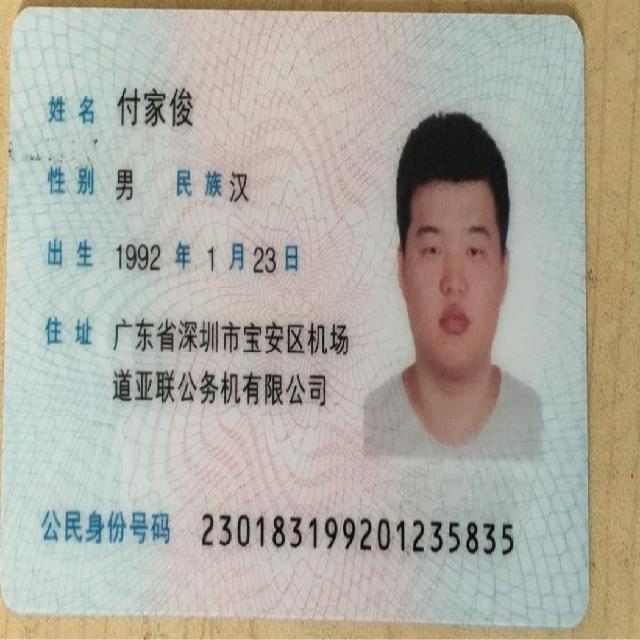 姓名 付家俊
性别 男 民族 汉
出生 1992 年 1 月 23 日
住址 广东省深圳市宝安区机场
道亚联公务机有限公司
公民身份号码 230183199201235835